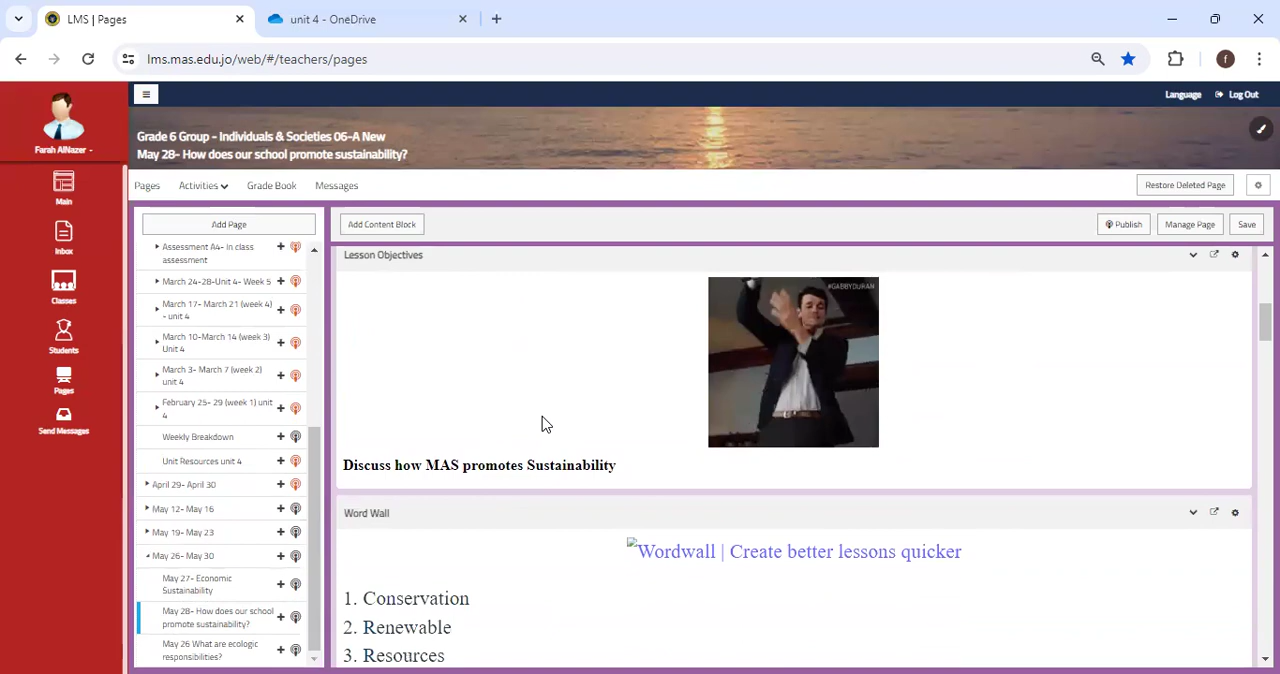 LMS | Pages
unit 4 - OneDrive
lms.mas.edu.jo/web/#/teachers/pages
f
Language
Log Out
Farah AlNazer
Grade 6 Group - Individuals & Societies 06-A New
May 28- How does our school promote sustainability?
Main
Inbox
Classes
Students
Pages
Send Messages
Pages
Activities
Grade Book
Messages
Restore Deleted Page
Add Page
Assessment A4- In class
assessment
March 24-28-Unit 4- Week 5
March 17- March 21 (week 4)
- unit 4
March 10-March 14 (week 3)
Unit 4
March 3- March 7 (week 2)
unit 4
February 25- 29 (week 1) unit
4
Weekly Breakdown
Unit Resources unit 4
April 29- April 30
May 12- May 16
May 19- May 23
May 26- May 30
May 27- Economic
Sustainability
May 28- How does our school
promote sustainability?
May 26 What are ecologic
responsibilities?
Add Content Block
Publish
Manage Page
Save
Lesson Objectives
#GABBYDURAN
Discuss how MAS promotes Sustainability
Word Wall
Wordwall | Create better lessons quicker
1. Conservation
2. Renewable
3. Resources